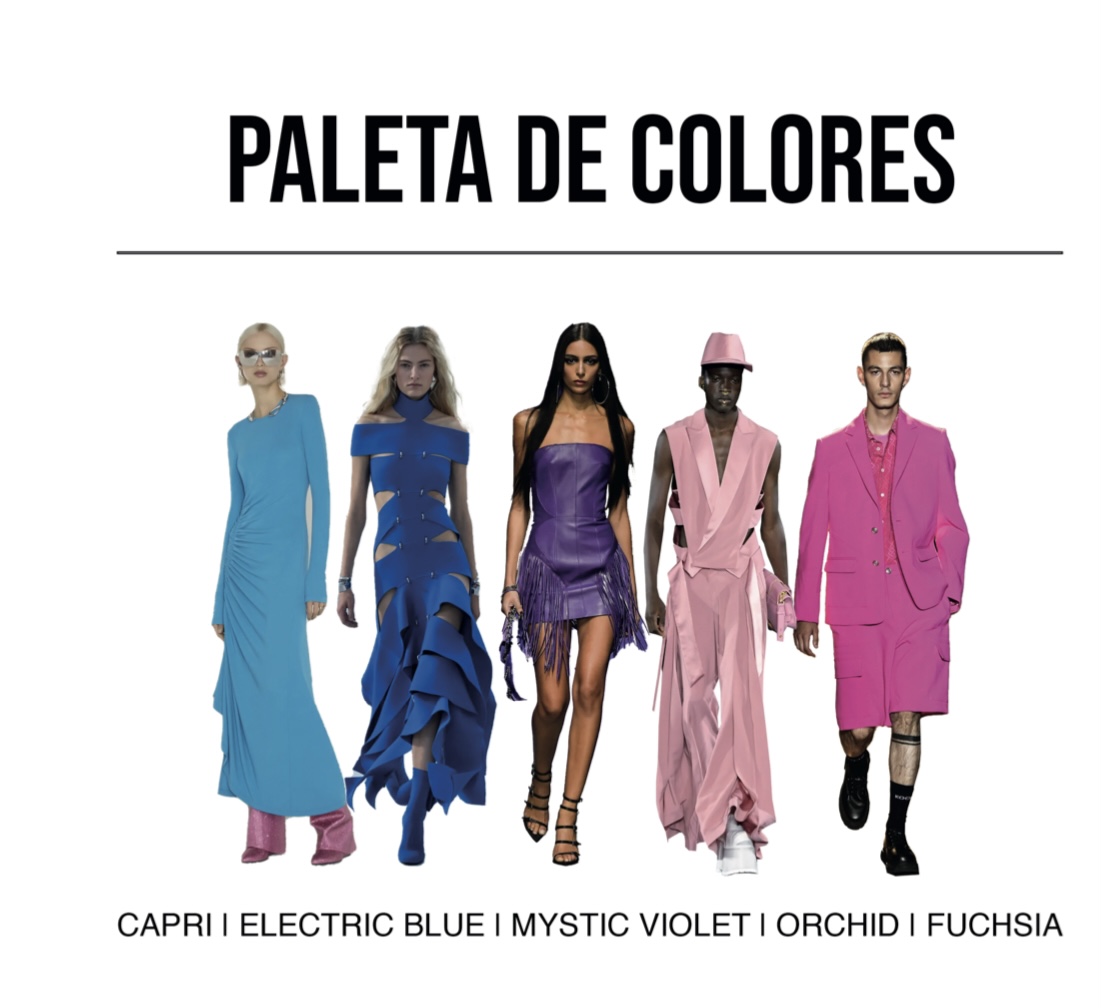 PALETA DE COLORES
CAPRI | ELECTRIC BLUE | MYSTIC VIOLET | ORCHID | FUCHSIA